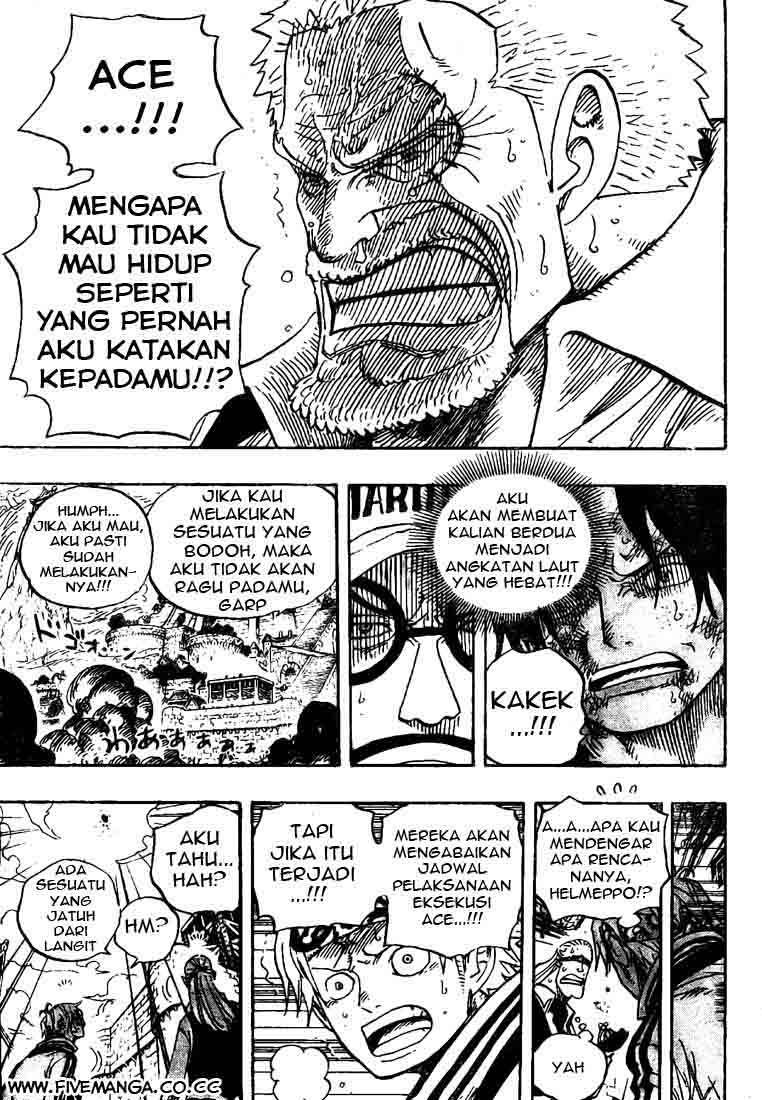 ACE
...!!!
MENGAPA
KAU TIDAK
MAU HIDUP
SEPERTI
YANG PERNAH
AKU KATAKAN
KEPADAMU!!?
AKU
AKAN MEMBUAT
KALIAN BERDUA
MENJADI
ANGKATAN LAUT
YANG HEBAT!!!
KAKEK
...!!!
JIKA KAU
MELAKUKAN
SESUATU YANG
BODOH, MAKA
AKU TIDAK AKAN
RAGU PADAMU,
GARP
HUMPH...
JIKA AKU MAU,
AKU PASTI
SUDAH
MELAKUKAN-
NYA!!!
A...A...APA KAU
MENDENGAR
APA RENCA-
NANYA,
HELMEPPO!?
YAH
MEREKA AKAN
MENGABAIKAN
JADWAL
PELAKSANAAN
EKSEKUSI
ACE...!!!
TAPI
JIKA ITU
TERJADI
...!!!
AKU
TAHU...
HAH?
HM?
ADA
SESUATU
YANG
JATUH
DARI
LANGIT
WWW.FIVEMANGA.CO.CC